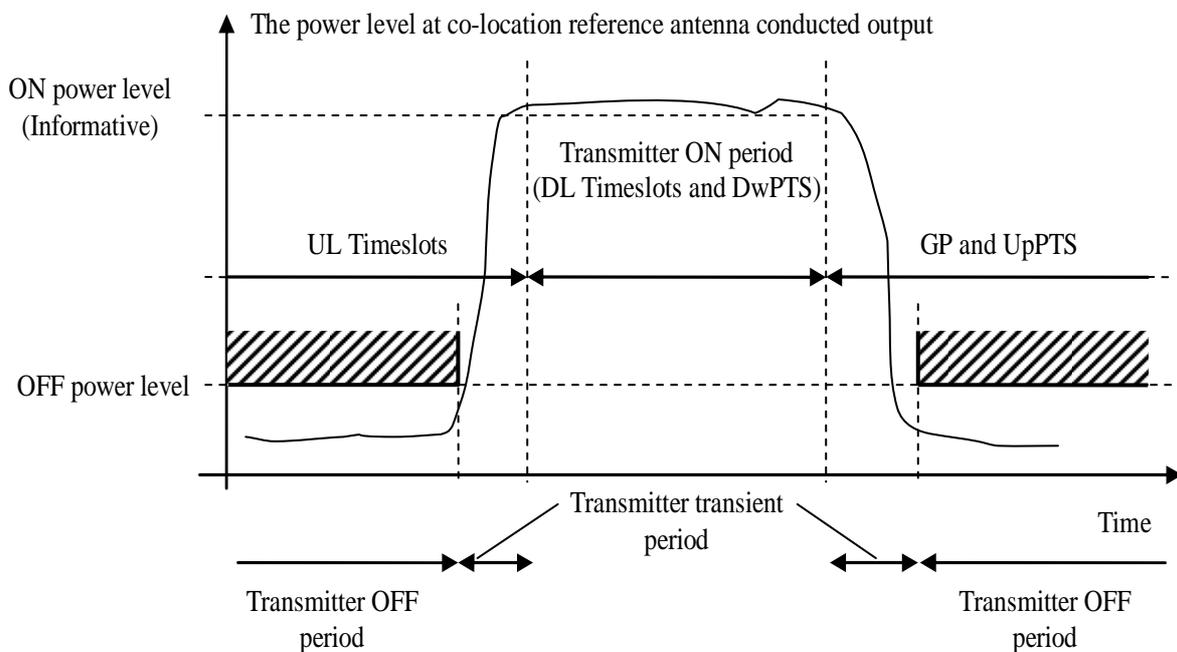 The power level at co-location reference antenna conducted output
ON power level
(Informative)
Transmitter ON period
(DL Timeslots and DwPTS)
UL Timeslots
GP and UpPTS
OFF power level
Transmitter transient
period
Time
Transmitter OFF
period
Transmitter OFF
period